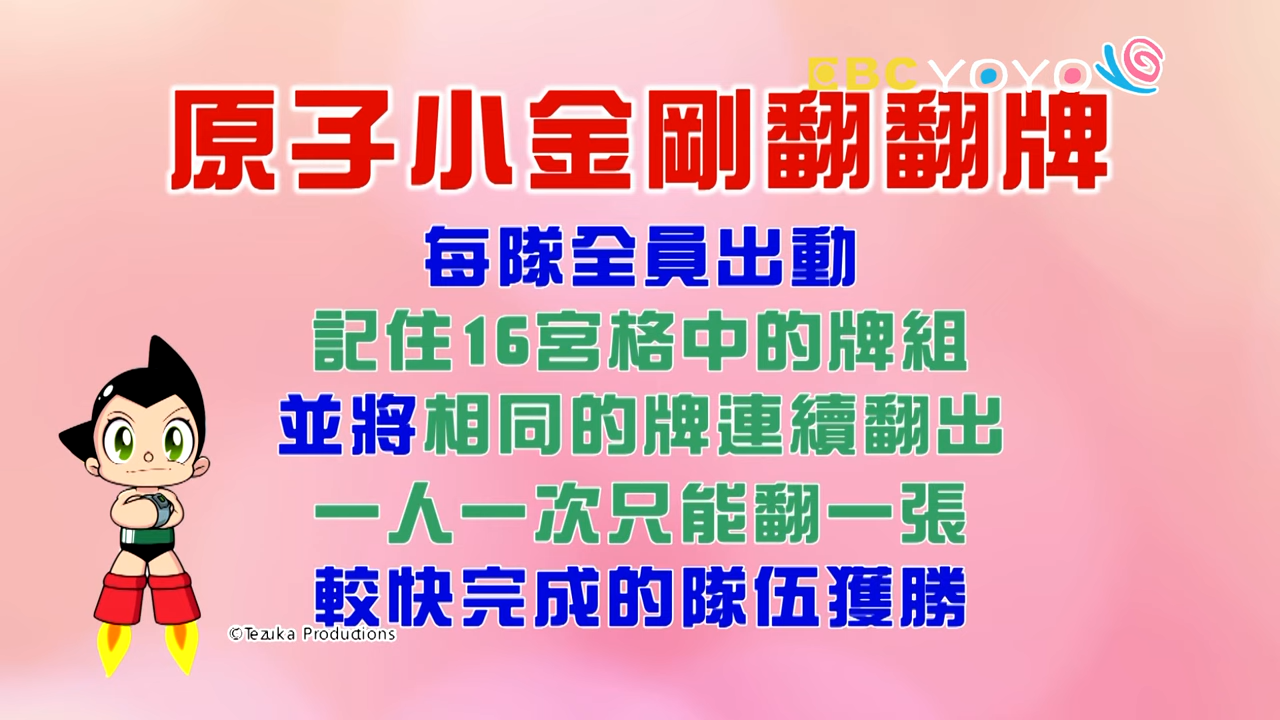 EBC YOYO
原子小金剛翻翻牌
每隊全員出動
記住16宮格中的牌組
並將相同的牌連續翻出
一人一次只能翻一張
較快完成的隊伍獲勝
©Tezuka Productions